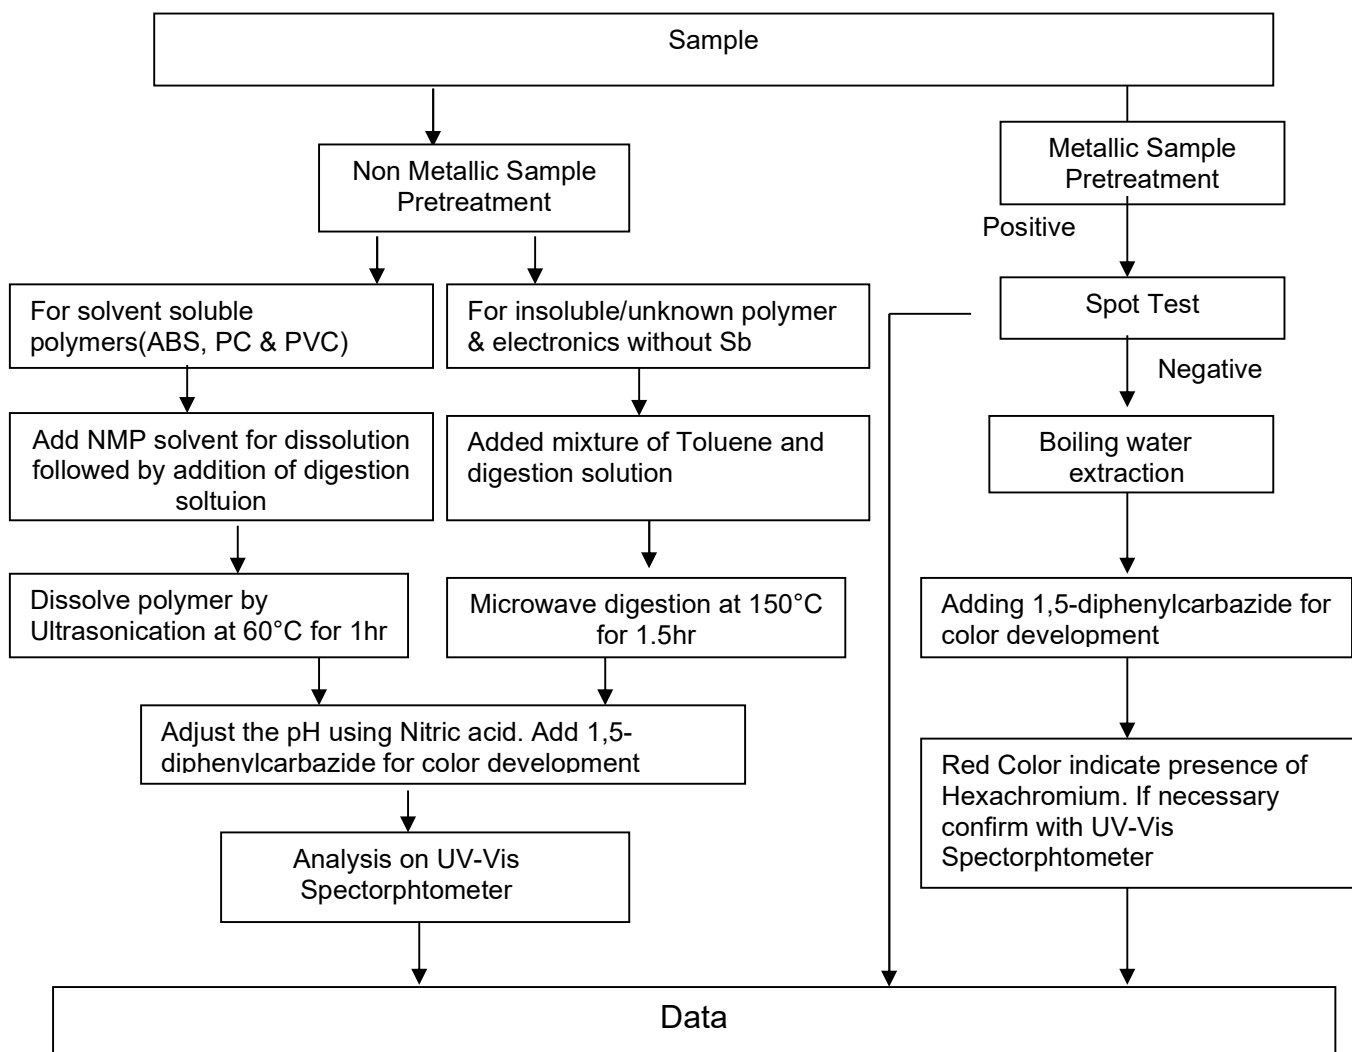 Sample
Non Metallic Sample
Pretreatment
Metallic Sample
Pretreatment
Positive
For solvent soluble
polymers(ABS, PC & PVC)
For insoluble/unknown polymer
& electronics without Sb
Spot Test
Negative
Add NMP solvent for dissolution
followed by addition of digestion
soltuion
Added mixture of Toluene and
digestion solution
Boiling water
extraction
Dissolve polymer by
Ultrasonication at 60°C for 1hr
Microwave digestion at 150°C
for 1.5hr
Adding 1,5-diphenylcarbazide for
color development
Adjust the pH using Nitric acid. Add 1,5-
diphenylcarbazide for color development
Red Color indicate presence of
Hexachromium. If necessary
confirm with UV-Vis
Spectorphtometer
Analysis on UV-Vis
Spectorphtometer
Data